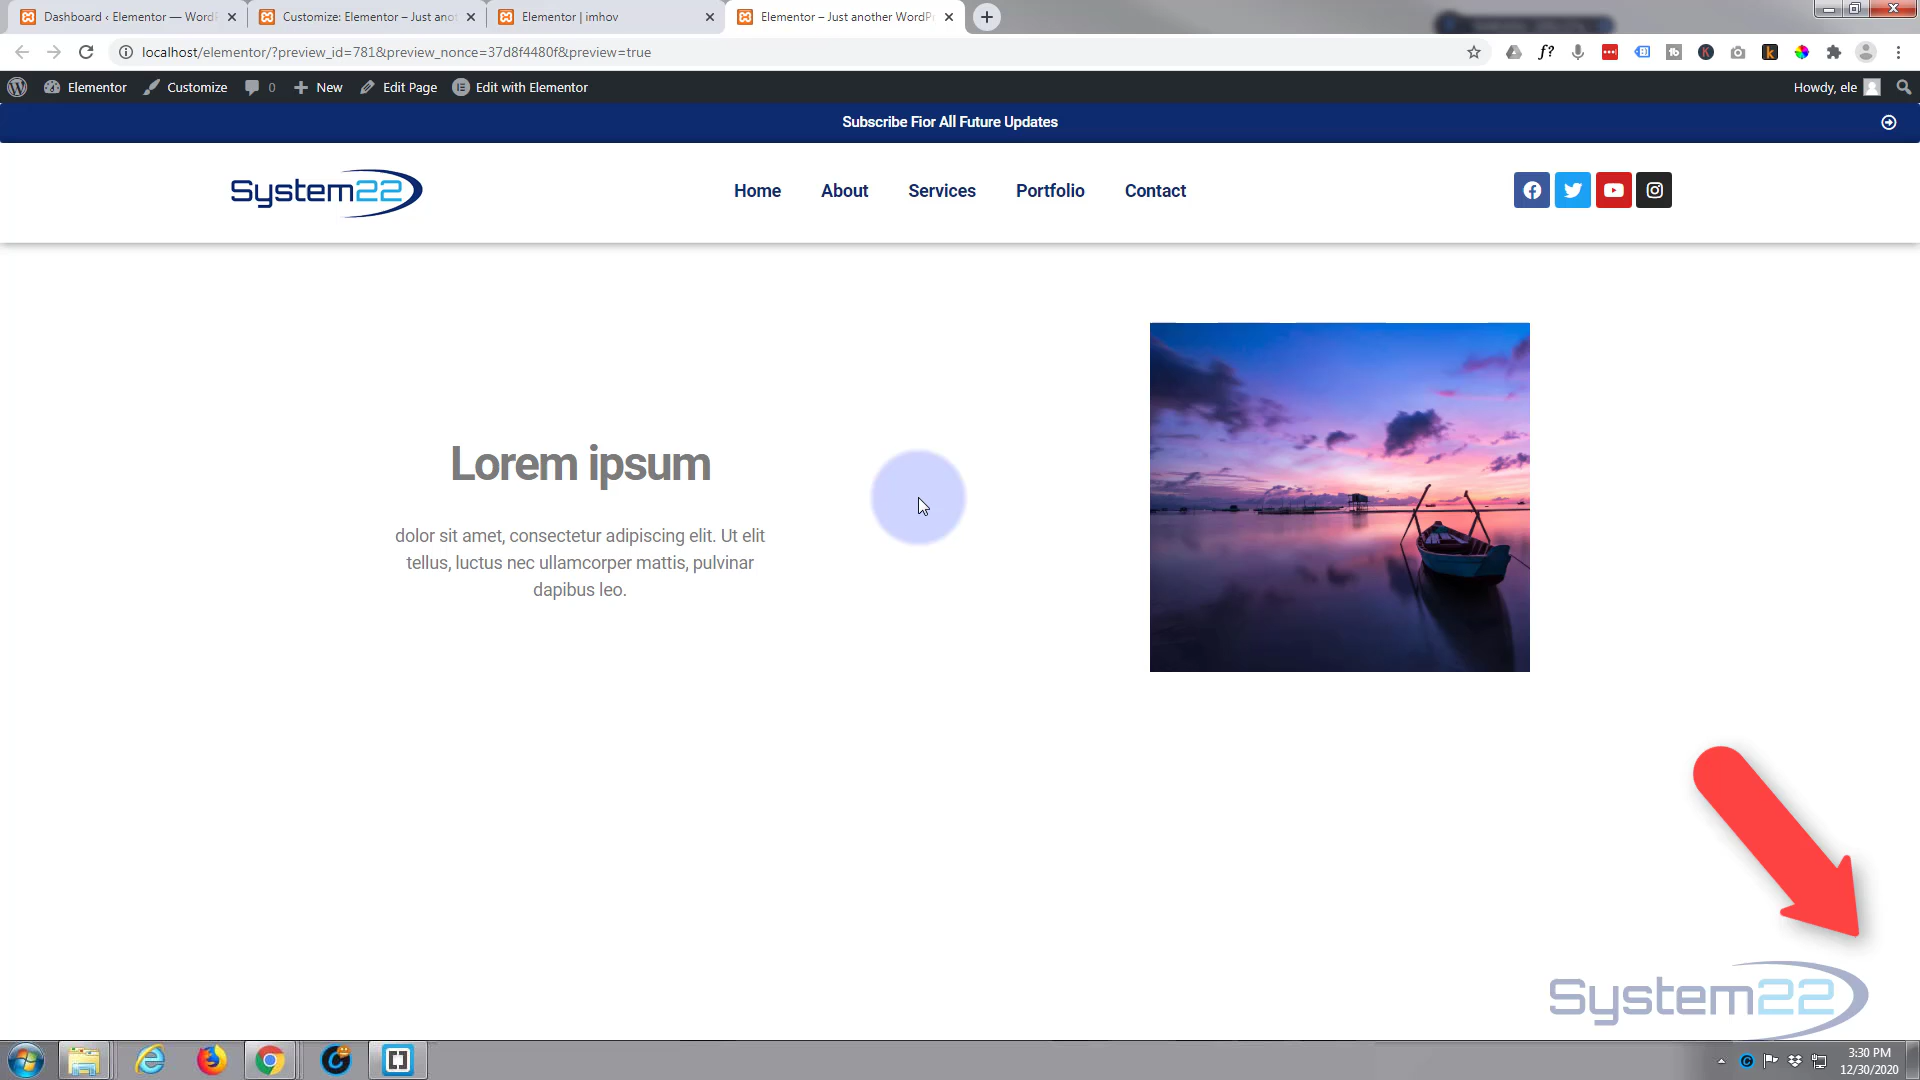 Dashboard ‹ Elementor — WordP
Customize: Elementor – Just anot
Elementor | imhov
Elementor – Just another WordPr
localhost/elementor/?preview_id=781&preview_nonce=37d8f4480f&preview=true
Elementor
Customize
0
New
Edit Page
Edit with Elementor
Howdy, ele
Subscribe Fior All Future Updates
System22
Home
About
Services
Portfolio
Contact
Lorem ipsum
dolor sit amet, consectetur adipiscing elit. Ut elit
tellus, luctus nec ullamcorper mattis, pulvinar
dapibus leo.
System22
3:30 PM
12/30/2020